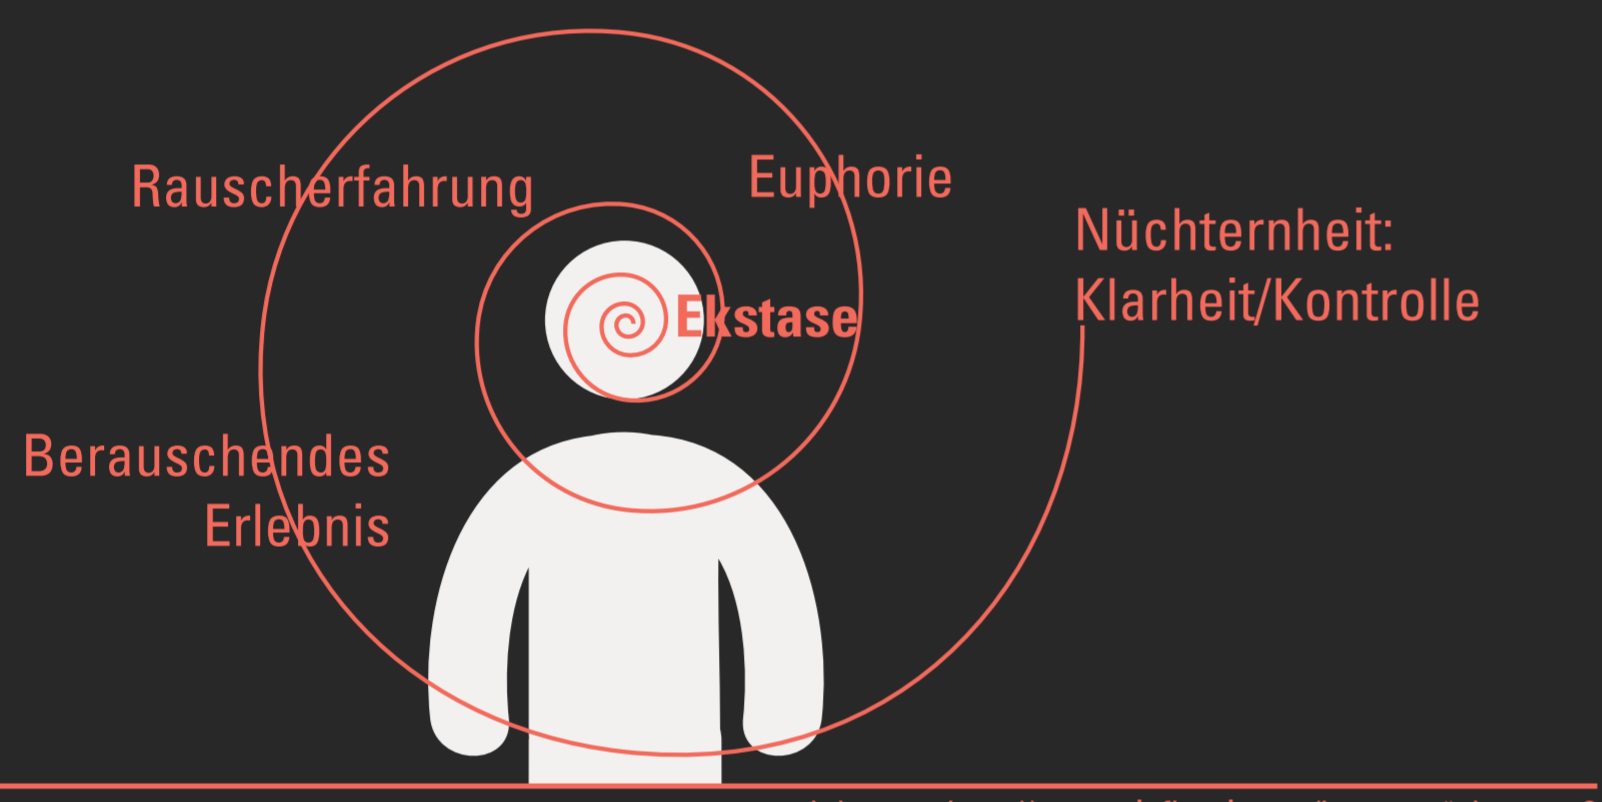 Rauscherfahrung
Euphorie
Nüchternheit:
Klarheit/Kontrolle
Ekstase
Berauschendes
Erlebnis